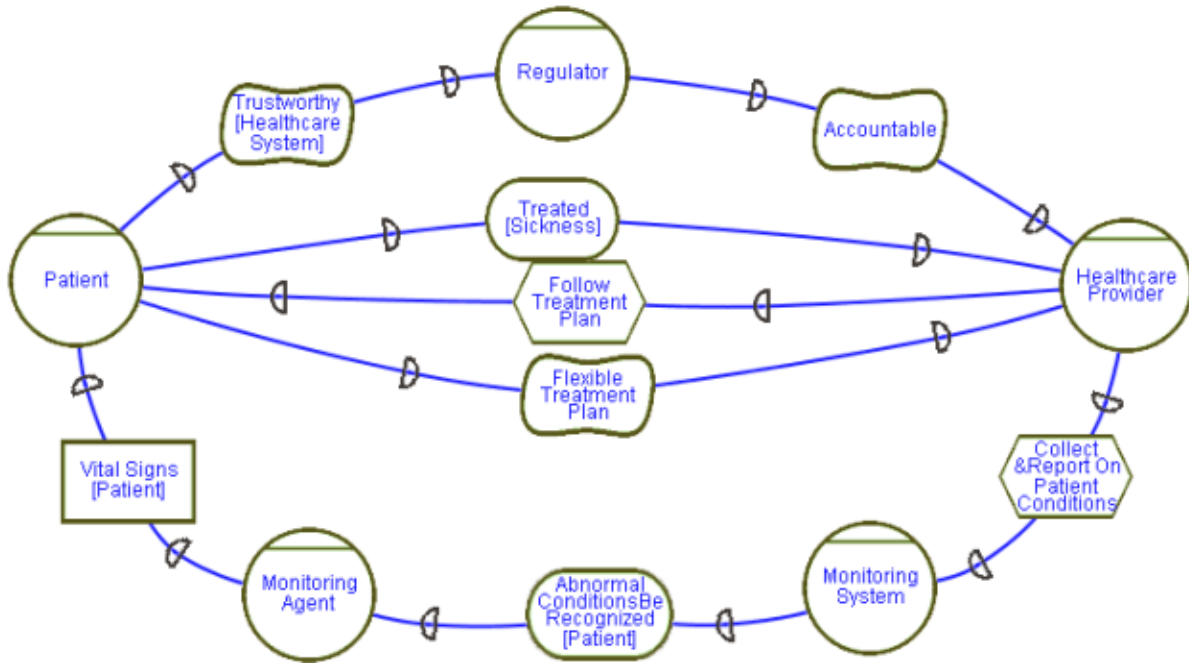 Regulator
Trustworthy
[Healthcare
System]
Accountable
Treated
[Sickness]
Patient
Healthcare
Provider
Follow
Treatment
Plan
Flexible
Treatment
Plan
Vital Signs
[Patient]
Collect
&Report On
Patient
Conditions
Monitoring
Agent
Abnormal
ConditionsBe
Recognized
[Patient]
Monitoring
System